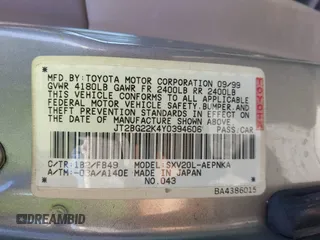 MFD.BY:TOYOTA MOTOR CORPORATION 09/99
GVWR 4180LB GAWR FR 2400LB RR 2400LB
THIS VEHICLE CONFORMS TO ALL APPLICABLE
FEDERAL MOTOR VEHICLE SAFETY,BUMPER,AND
THEFT PREVENTION STANDARDS IN EFFECT ON
THE DATE OF MANUFACTURE SHOWN ABOVE.
JT2BG22K4Y0394606 PASS.CAR
C/TR:1B2/FB49 MODEL:SXV20L-AEPNKA
A/TM:-03A/A140E MADE IN JAPAN
NO.043
BA4386015
TOYOTA
DREAMBID